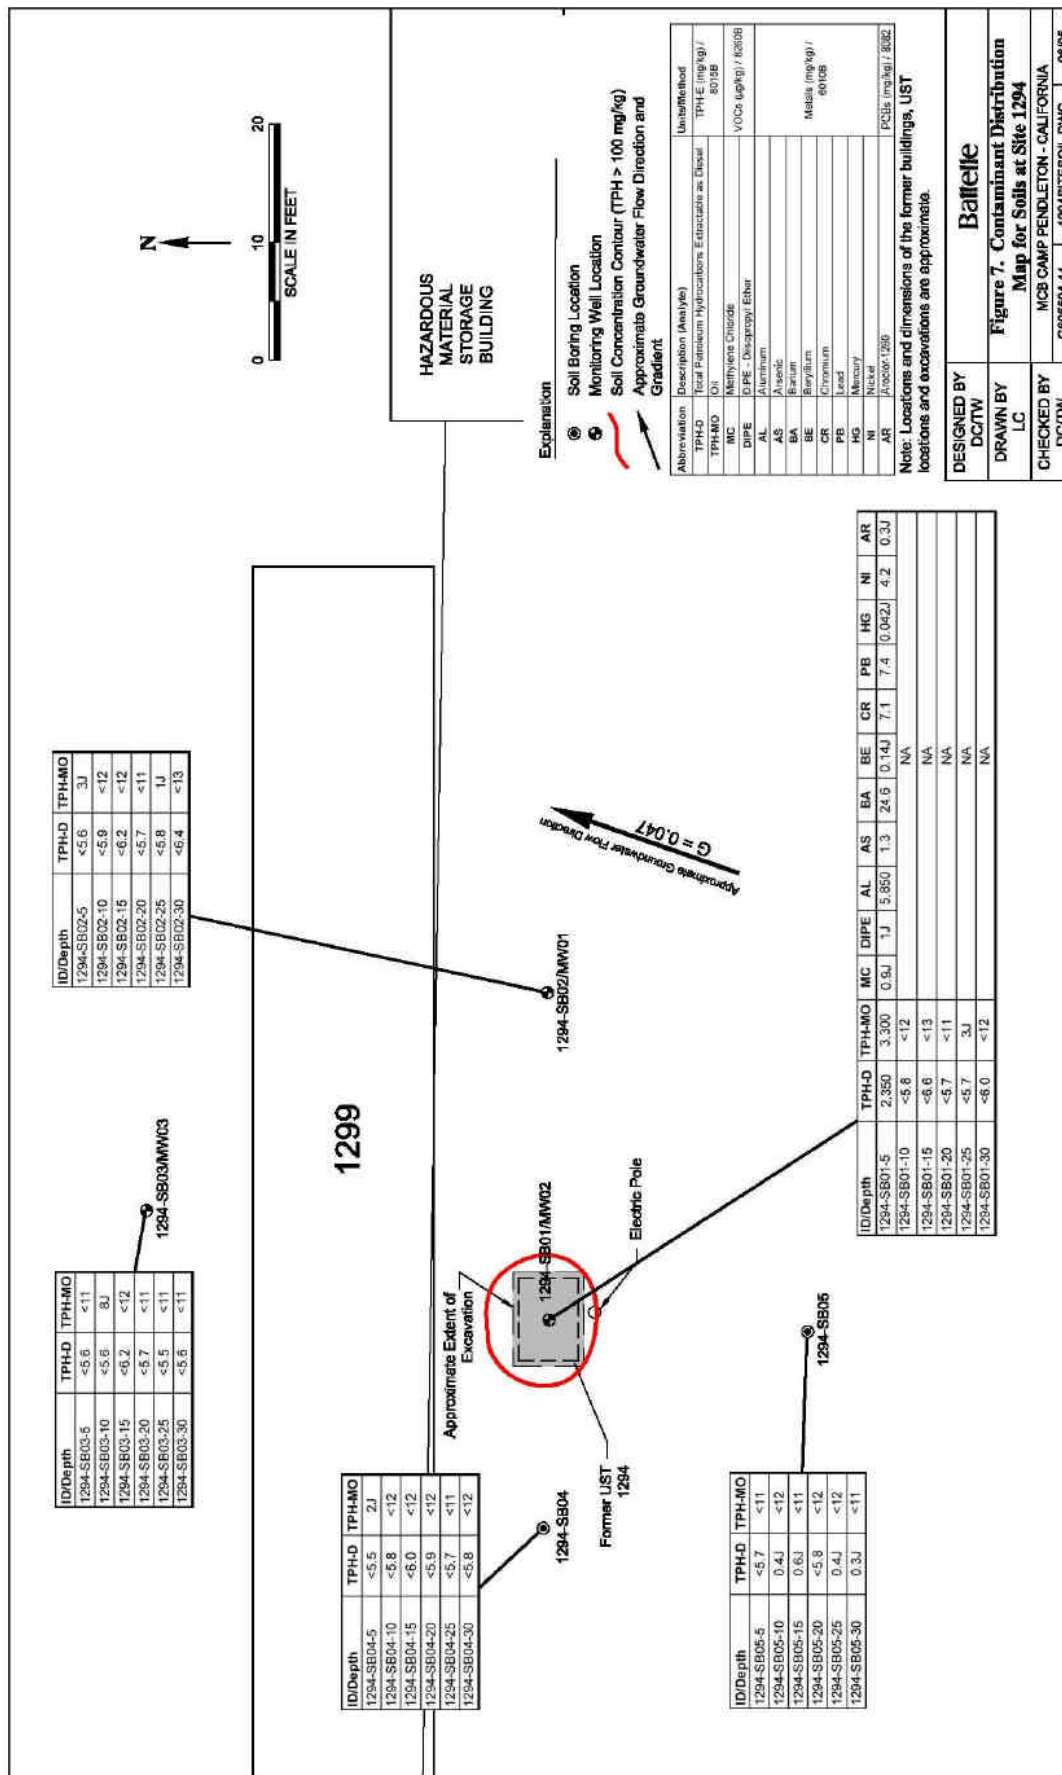 ID/Depth TPH-D TPH-MO
1294-SB03-5 <5.6 <11
1294-SB03-10 <5.6 8J
1294-SB03-15 <6.2 <12
1294-SB03-20 <5.7 <11
1294-SB03-25 <5.5 <11
1294-SB03-30 <5.6 <11
1294-SB03/MW03
ID/Depth TPH-D TPH-MO
1294-SB02-5 <5.6 3J
1294-SB02-10 <5.9 <12
1294-SB02-15 <6.2 <12
1294-SB02-20 <5.7 <11
1294-SB02-25 <5.8 1J
1294-SB02-30 <6.4 <13
N
0 10 20
SCALE IN FEET
1299
HAZARDOUS
MATERIAL
STORAGE
BUILDING
ID/Depth TPH-D TPH-MO
1294-SB04-5 <5.5 2J
1294-SB04-10 <5.8 <12
1294-SB04-15 <6.0 <12
1294-SB04-20 <5.9 <12
1294-SB04-25 <5.7 <11
1294-SB04-30 <5.8 <12
1294-SB04
Approximate Extent of
Excavation
1294-SB01/MW02
1294-SB02/MW01
Former UST
1294
Electric Pole
Approximate Groundwater Flow Direction
G = 0.047
Explanation
Soil Boring Location
Monitoring Well Location
Soil Concentration Contour (TPH > 100 mg/kg)
Approximate Groundwater Flow Direction and
Gradient
Abbreviation Description (Analyte) Units/Method
TPH-D Total Petroleum Hydrocarbons Extractable as Diesel TPH-E (mg/kg) /
TPH-MO Oil 8015B
MC Methylene Chloride VOCs (µg/kg) / 8260B
DIPE DIPE - Diisopropyl Ether
AL Aluminum
AS Arsenic
BA Barium
BE Beryllium Metals (mg/kg) /
CR Chromium 6010B
PB Lead
HG Mercury
NI Nickel
AR Aroclor-1260 PCBs (mg/kg) / 8082
Note: Locations and dimensions of the former buildings, UST
locations and excavations are approximate.
ID/Depth TPH-D TPH-MO
1294-SB05-5 <5.7 <11
1294-SB05-10 0.4J <12
1294-SB05-15 0.6J <11
1294-SB05-20 <5.8 <12
1294-SB05-25 0.4J <12
1294-SB05-30 0.3J <11
1294-SB05
ID/Depth TPH-D TPH-MO MC DIPE AL AS BA BE CR PB HG NI AR
1294-SB01-5 2,350 3,300 0.9J 1J 5,850 1.3 24.6 0.14J 7.1 7.4 0.042J 4.2 0.3J
1294-SB01-10 <5.8 <12 NA
1294-SB01-15 <6.6 <13 NA
1294-SB01-20 <5.7 <11 NA
1294-SB01-25 <5.7 3J NA
1294-SB01-30 <6.0 <12 NA
DESIGNED BY
DC/TW
Battelle
DRAWN BY
LC
Figure 7. Contaminant Distribution
Map for Soils at Site 1294
CHECKED BY
MCB CAMP PENDLETON - CALIFORNIA